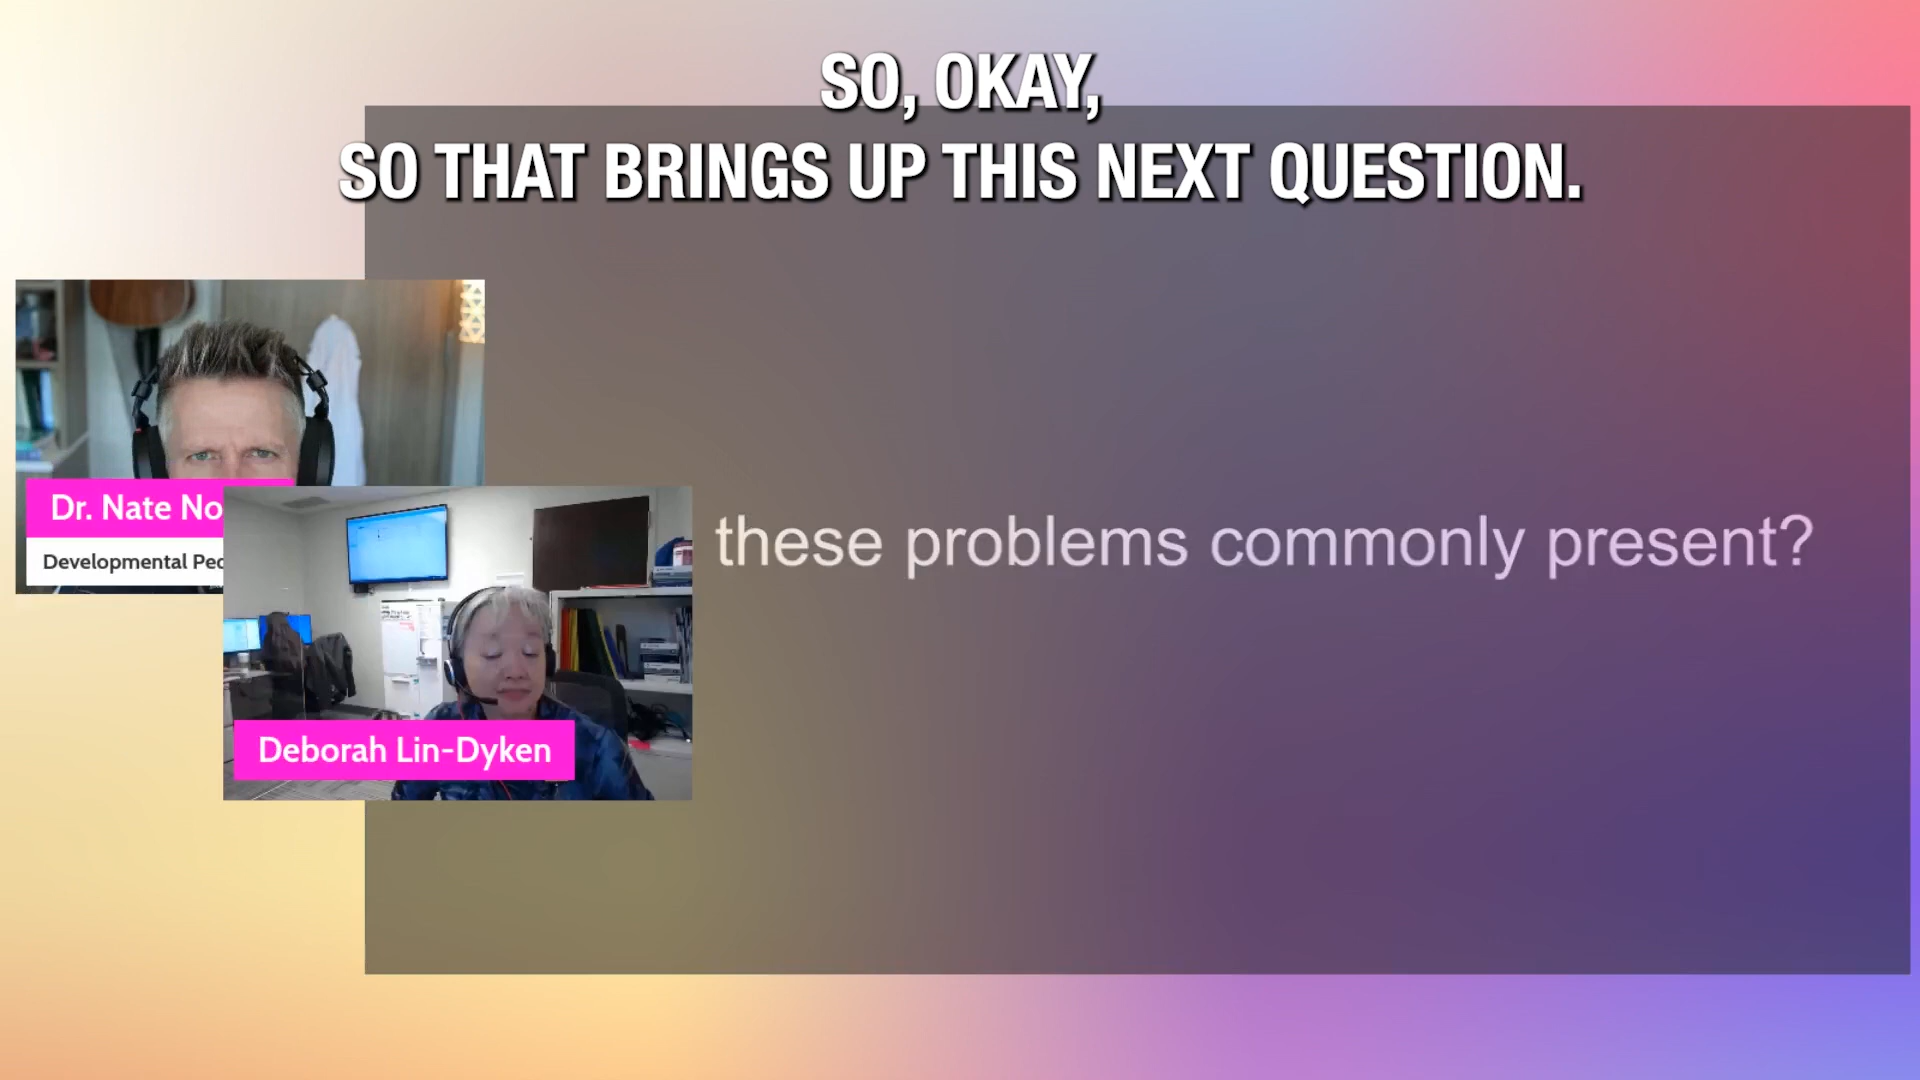 SO, OKAY,
SO THAT BRINGS UP THIS NEXT QUESTION.
Dr. Nate No
Developmental Pe
these problems commonly present?
Deborah Lin-Dyken